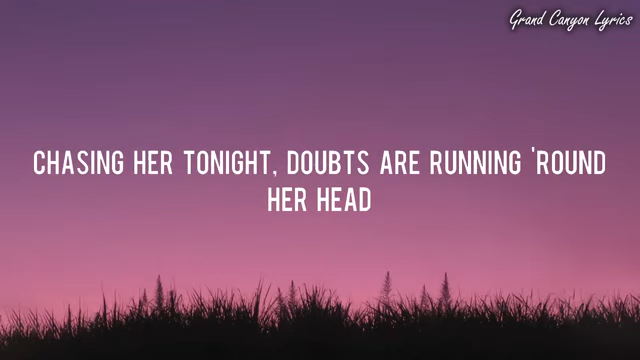 Grand Canyon Lyrics
CHASING HER TONIGHT, DOUBTS ARE RUNNING 'ROUND
HER HEAD